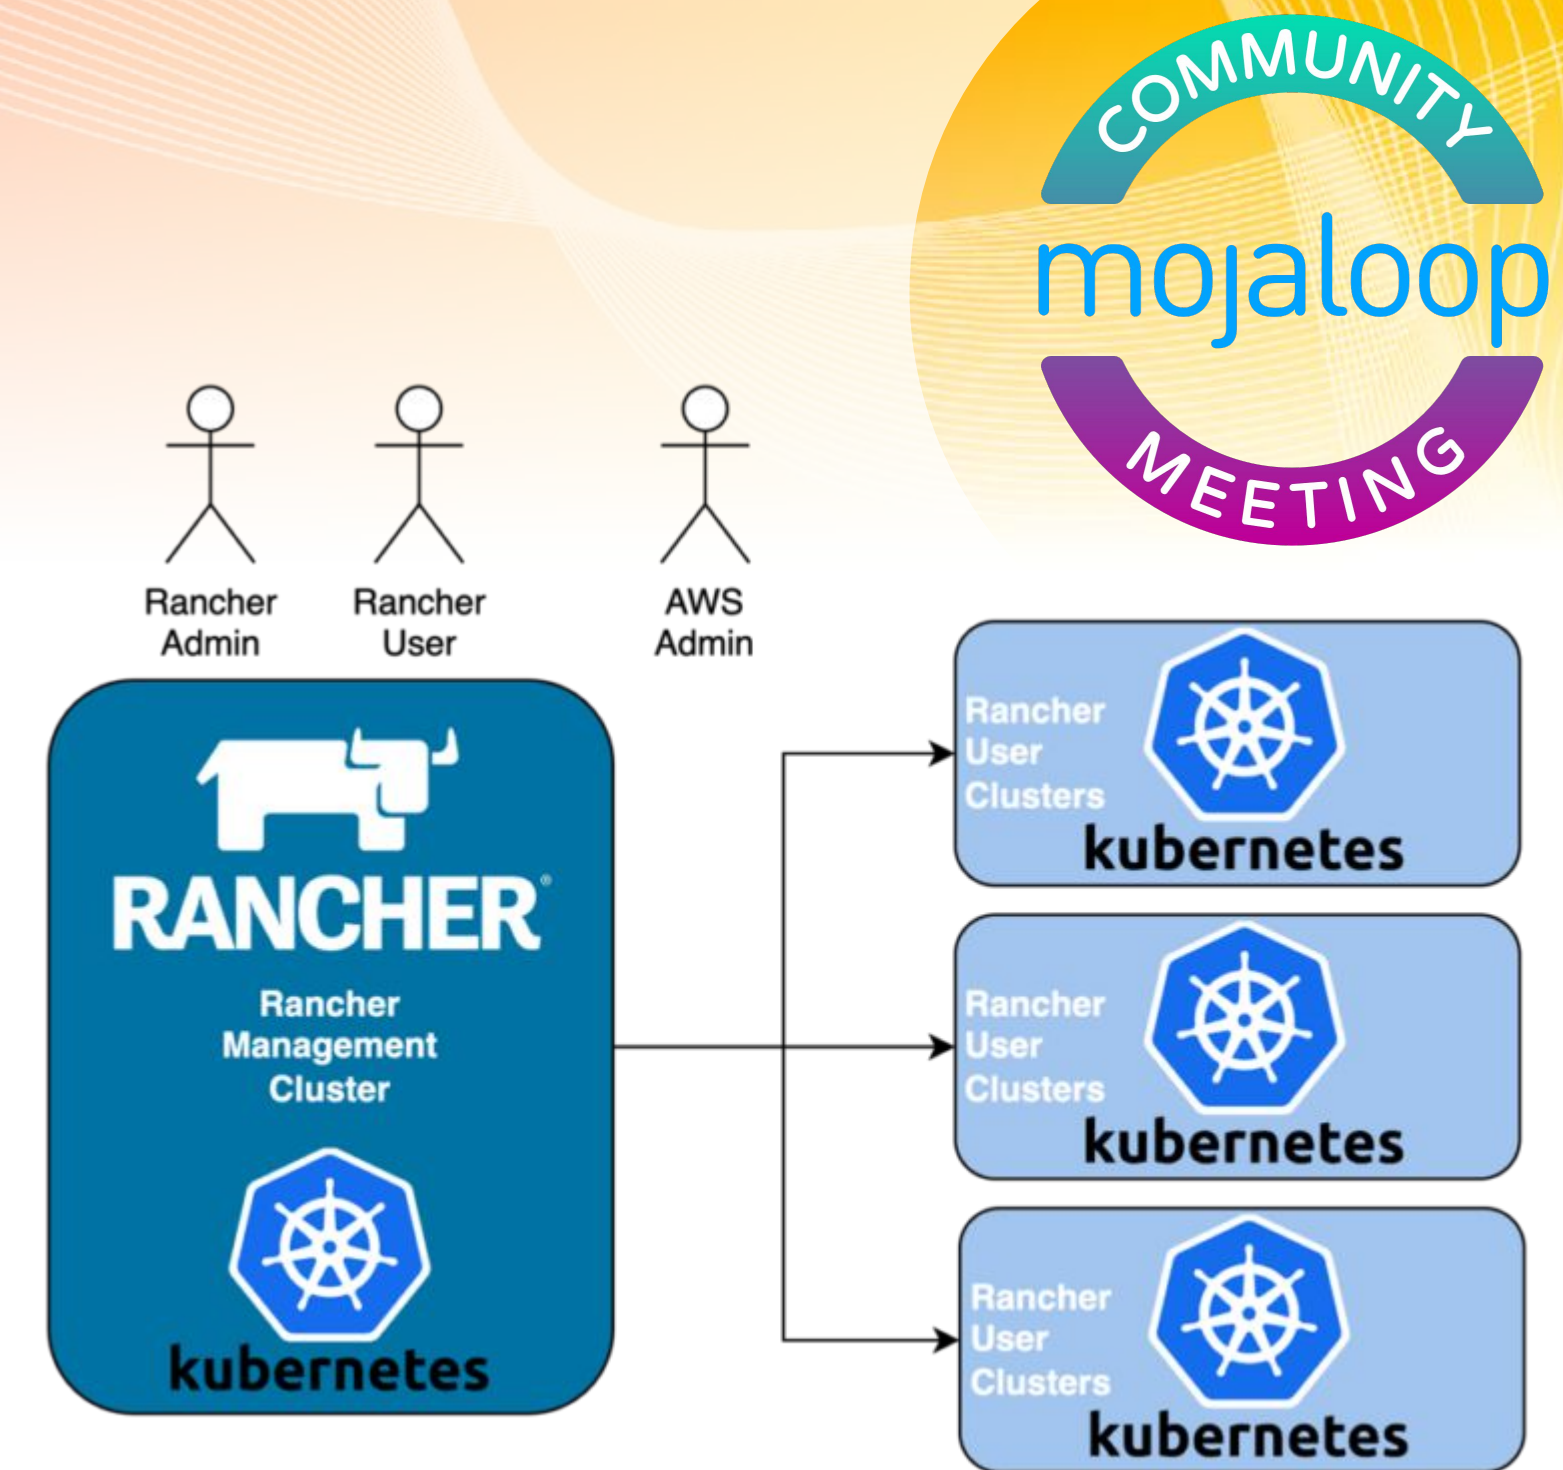 COMMUNITY
mojaloop
MEETING
Rancher
Admin
Rancher
User
AWS
Admin
RANCHER®
Rancher
Management
Cluster
kubernetes
Rancher
User
Clusters
kubernetes
Rancher
User
Clusters
kubernetes
Rancher
User
Clusters
kubernetes